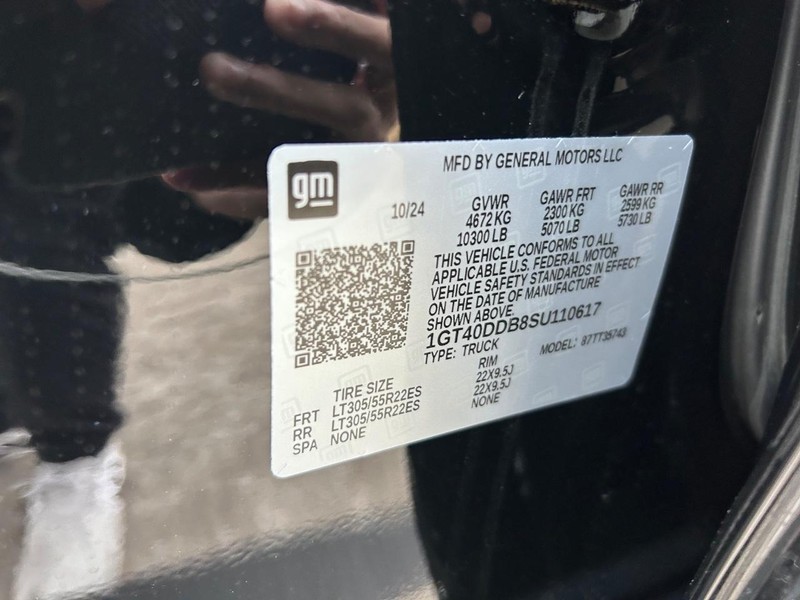 gm
MFD BY GENERAL MOTORS LLC
10/24
GVWR GAWR FRT GAWR RR
4672 KG 2300 KG 2599 KG
10300 LB 5070 LB 5730 LB
THIS VEHICLE CONFORMS TO ALL
APPLICABLE U.S. FEDERAL MOTOR
VEHICLE SAFETY STANDARDS IN EFFECT
ON THE DATE OF MANUFACTURE
SHOWN ABOVE.
1GT40DDB8SU110617
TYPE: TRUCK MODEL: 87TT35743
TIRE SIZE RIM
FRT LT305/55R22ES 22X9.5J
RR LT305/55R22ES 22X9.5J
SPA NONE NONE